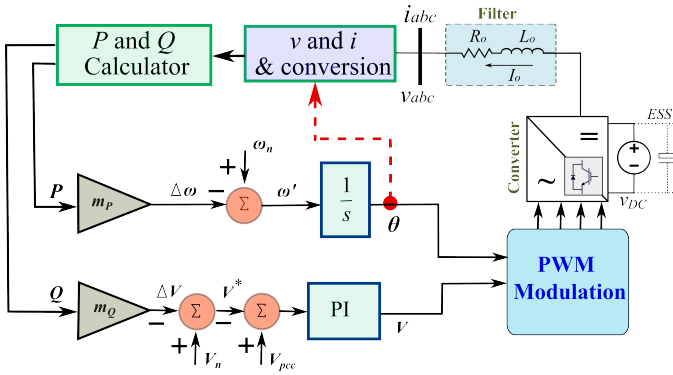 i_abc
Filter
P and Q
Calculator
v and i
& conversion
R_o
L_o
I_o
v_abc
Converter
ESS
=
~
+
−
v_DC
ω_n
+
P
m_P
Δω
−
Σ
ω'
1/s
θ
PWM
Modulation
Q
m_Q
ΔV
−
Σ
V*
−
Σ
PI
V
+
V_n
+
V_pcc